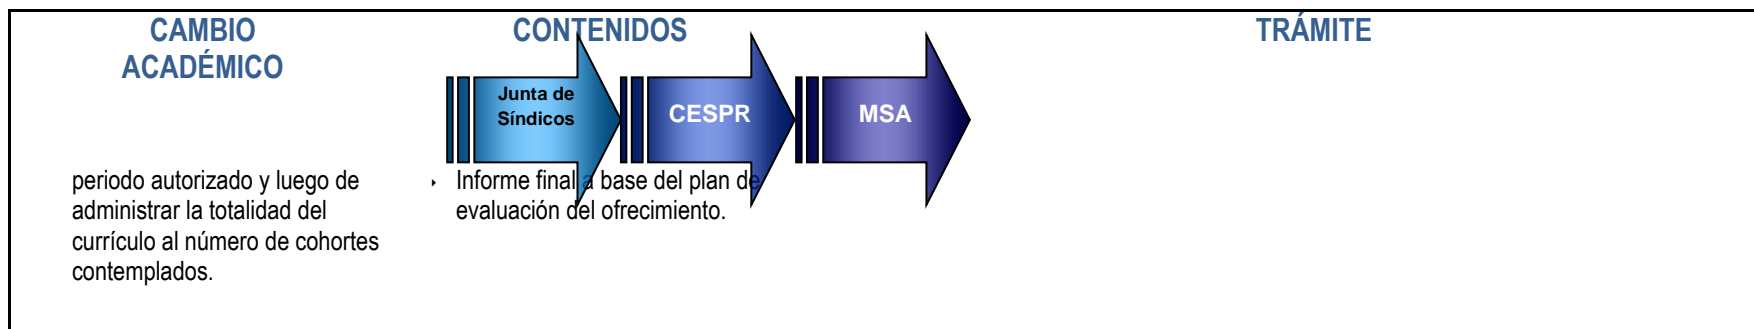 CAMBIO
ACADÉMICO
CONTENIDOS
TRÁMITE
Junta de
Síndicos
CESPR
MSA
periodo autorizado y luego de
administrar la totalidad del
currículo al número de cohortes
contemplados.
‣ Informe final a base del plan de
evaluación del ofrecimiento.